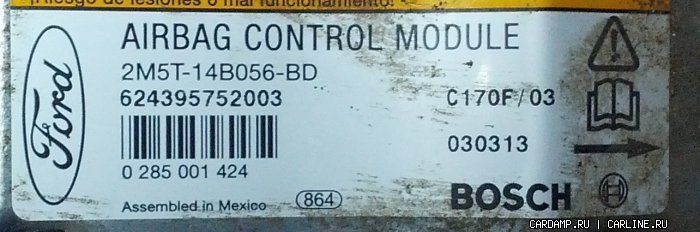 ¡Riesgo de lesiones o mal funcionamiento!
AIRBAG CONTROL MODULE
Ford
2M5T-14B056-BD
624395752003
C170F/03
030313
0 285 001 424
Assembled in Mexico
864
BOSCH
CARDAMP.RU | CARLINE.RU